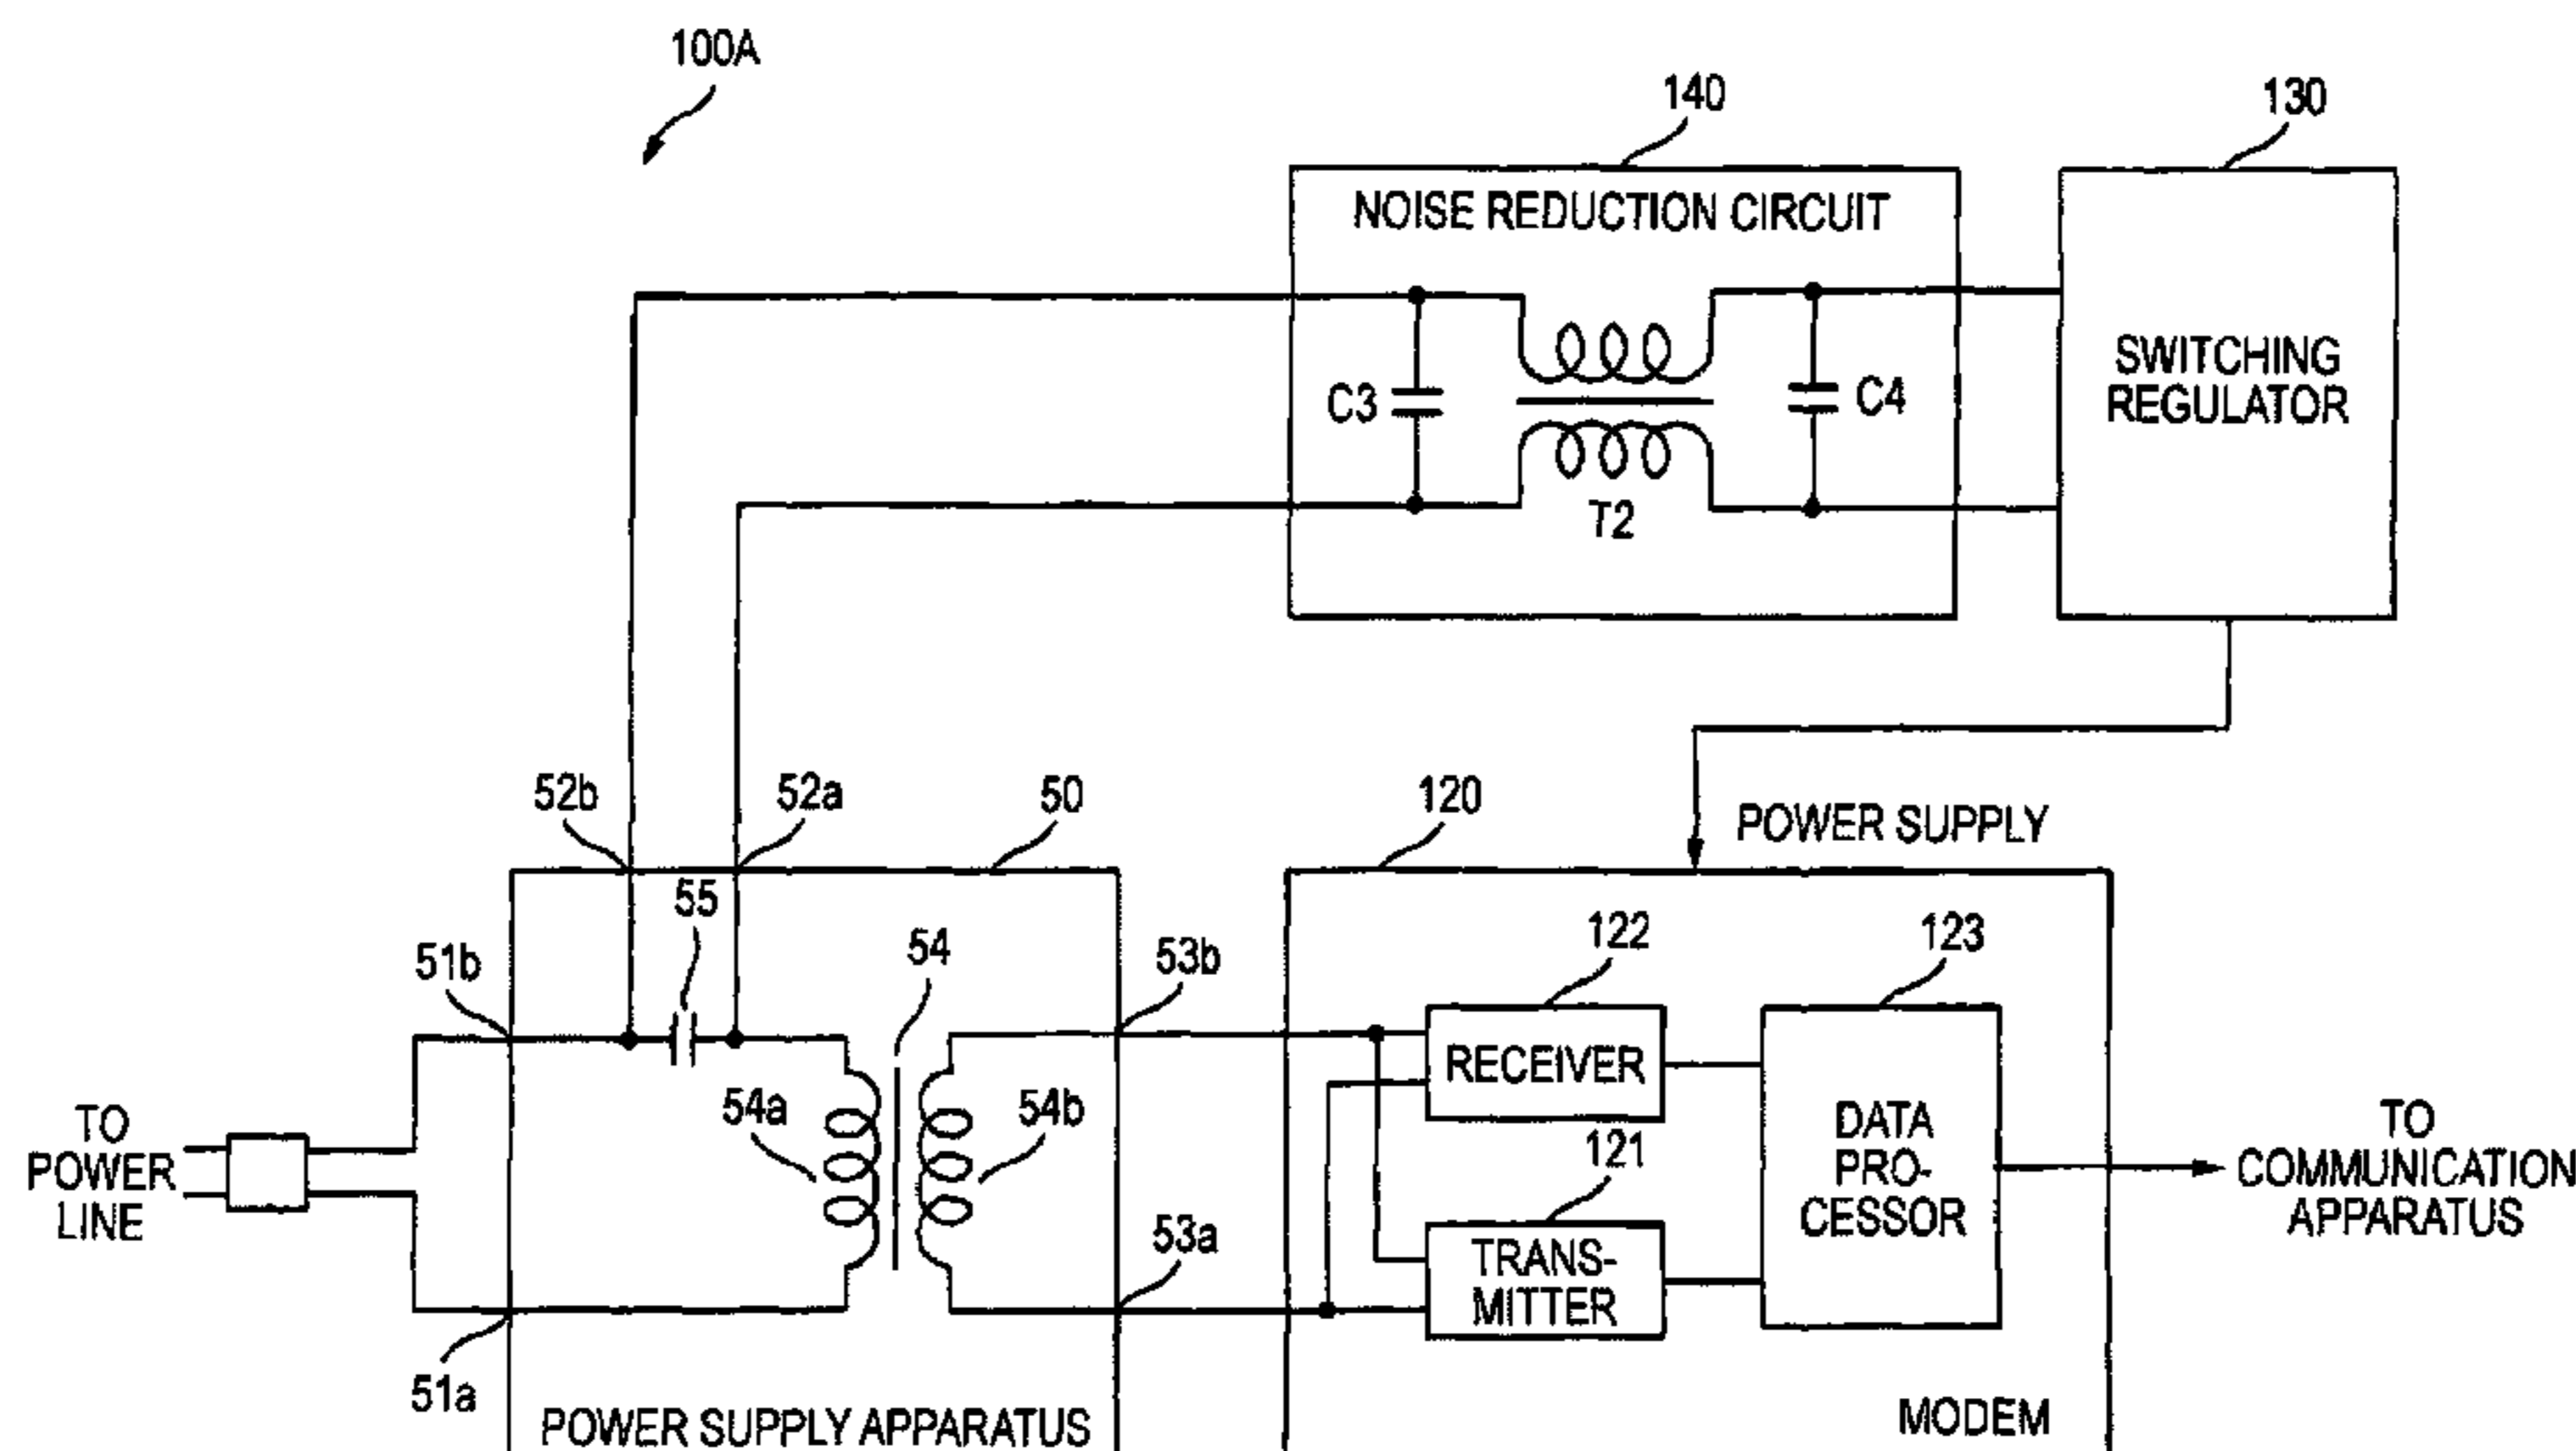 100A
140
130
NOISE REDUCTION CIRCUIT
SWITCHING
REGULATOR
C3
C4
T2
52b
52a
50
120
POWER SUPPLY
55
51b
54
53b
122
123
RECEIVER
54a
54b
121
TO
POWER
LINE
DATA
PRO-
CESSOR
TO
COMMUNICATION
APPARATUS
53a
TRANS-
MITTER
51a
POWER SUPPLY APPARATUS
MODEM